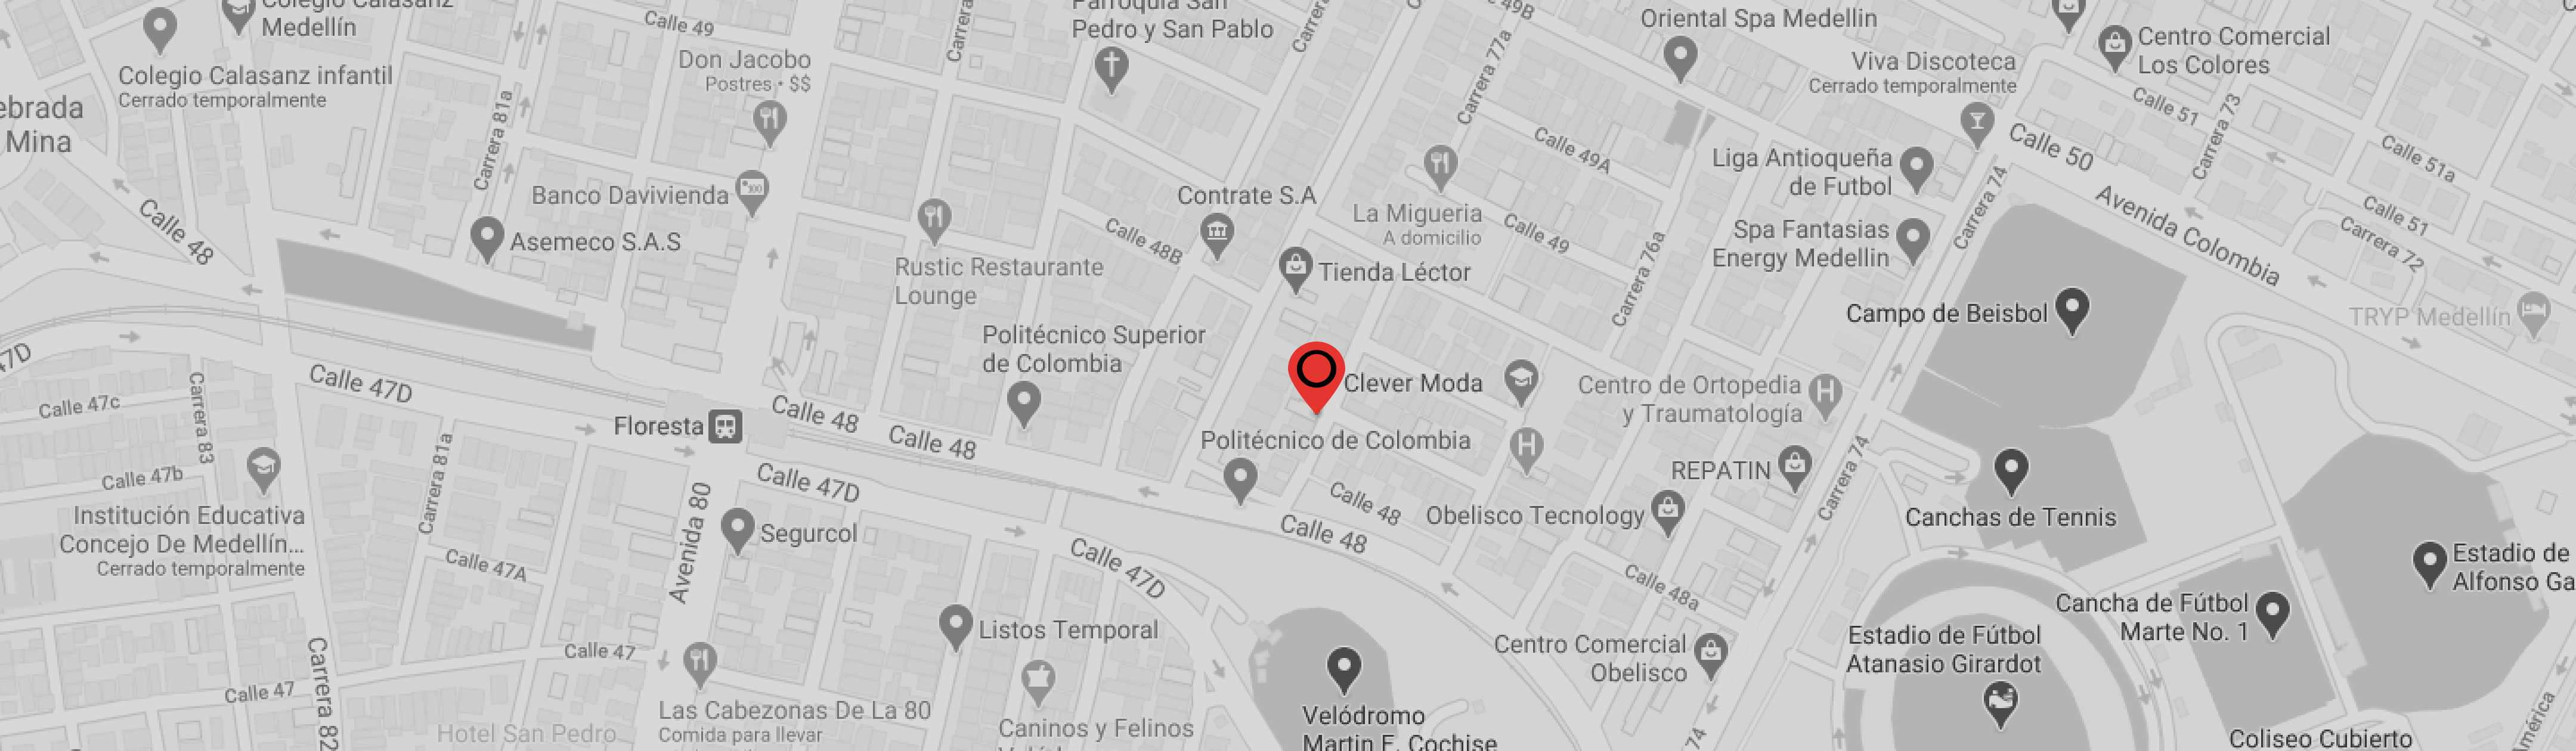 Colegio Calasanz
Medellín
Colegio Calasanz infantil
Cerrado temporalmente
ebrada
Mina
Calle 49
Don Jacobo
Postres • $$
Carrera
Parroquia San
Pedro y San Pablo
Carrera
49B
Carrera 77a
Oriental Spa Medellin
Viva Discoteca
Cerrado temporalmente
Centro Comercial
Los Colores
Calle 51
Carrera 73
Calle 51a
Calle 50
Avenida Colombia
Calle 51
Carrera 72
TRYP Medellín
Carrera 81a
Banco Davivienda
Asemeco S.A.S
Calle 48
Rustic Restaurante
Lounge
Contrate S.A
Calle 48B
La Migueria
A domicilio
Calle 49A
Calle 49
Liga Antioqueña
de Futbol
Spa Fantasias
Energy Medellin
Carrera 74
Carrera 76a
Tienda Léctor
Campo de Beisbol
Politécnico Superior
de Colombia
Clever Moda
Centro de Ortopedia
y Traumatología
47D
Calle 47D
Calle 47c
Carrera 83
Floresta
Calle 48
Calle 48
Politécnico de Colombia
Calle 48
REPATIN
Carrera 74
Canchas de Tennis
Calle 47b
Carrera 81a
Calle 47D
Institución Educativa
Concejo De Medellín...
Cerrado temporalmente
Calle 47A
Avenida 80
Segurcol
Calle 47D
Calle 48
Obelisco Tecnology
Calle 48a
Estadio de
Alfonso Ga
Cancha de Fútbol
Marte No. 1
Estadio de Fútbol
Atanasio Girardot
Centro Comercial
Obelisco
Listos Temporal
Calle 47
Calle 47
Carrera 82
Hotel San Pedro
Las Cabezonas De La 80
Comida para llevar
Caninos y Felinos
Velódromo
Martin E. Cochise
74
Coliseo Cubierto
mérica